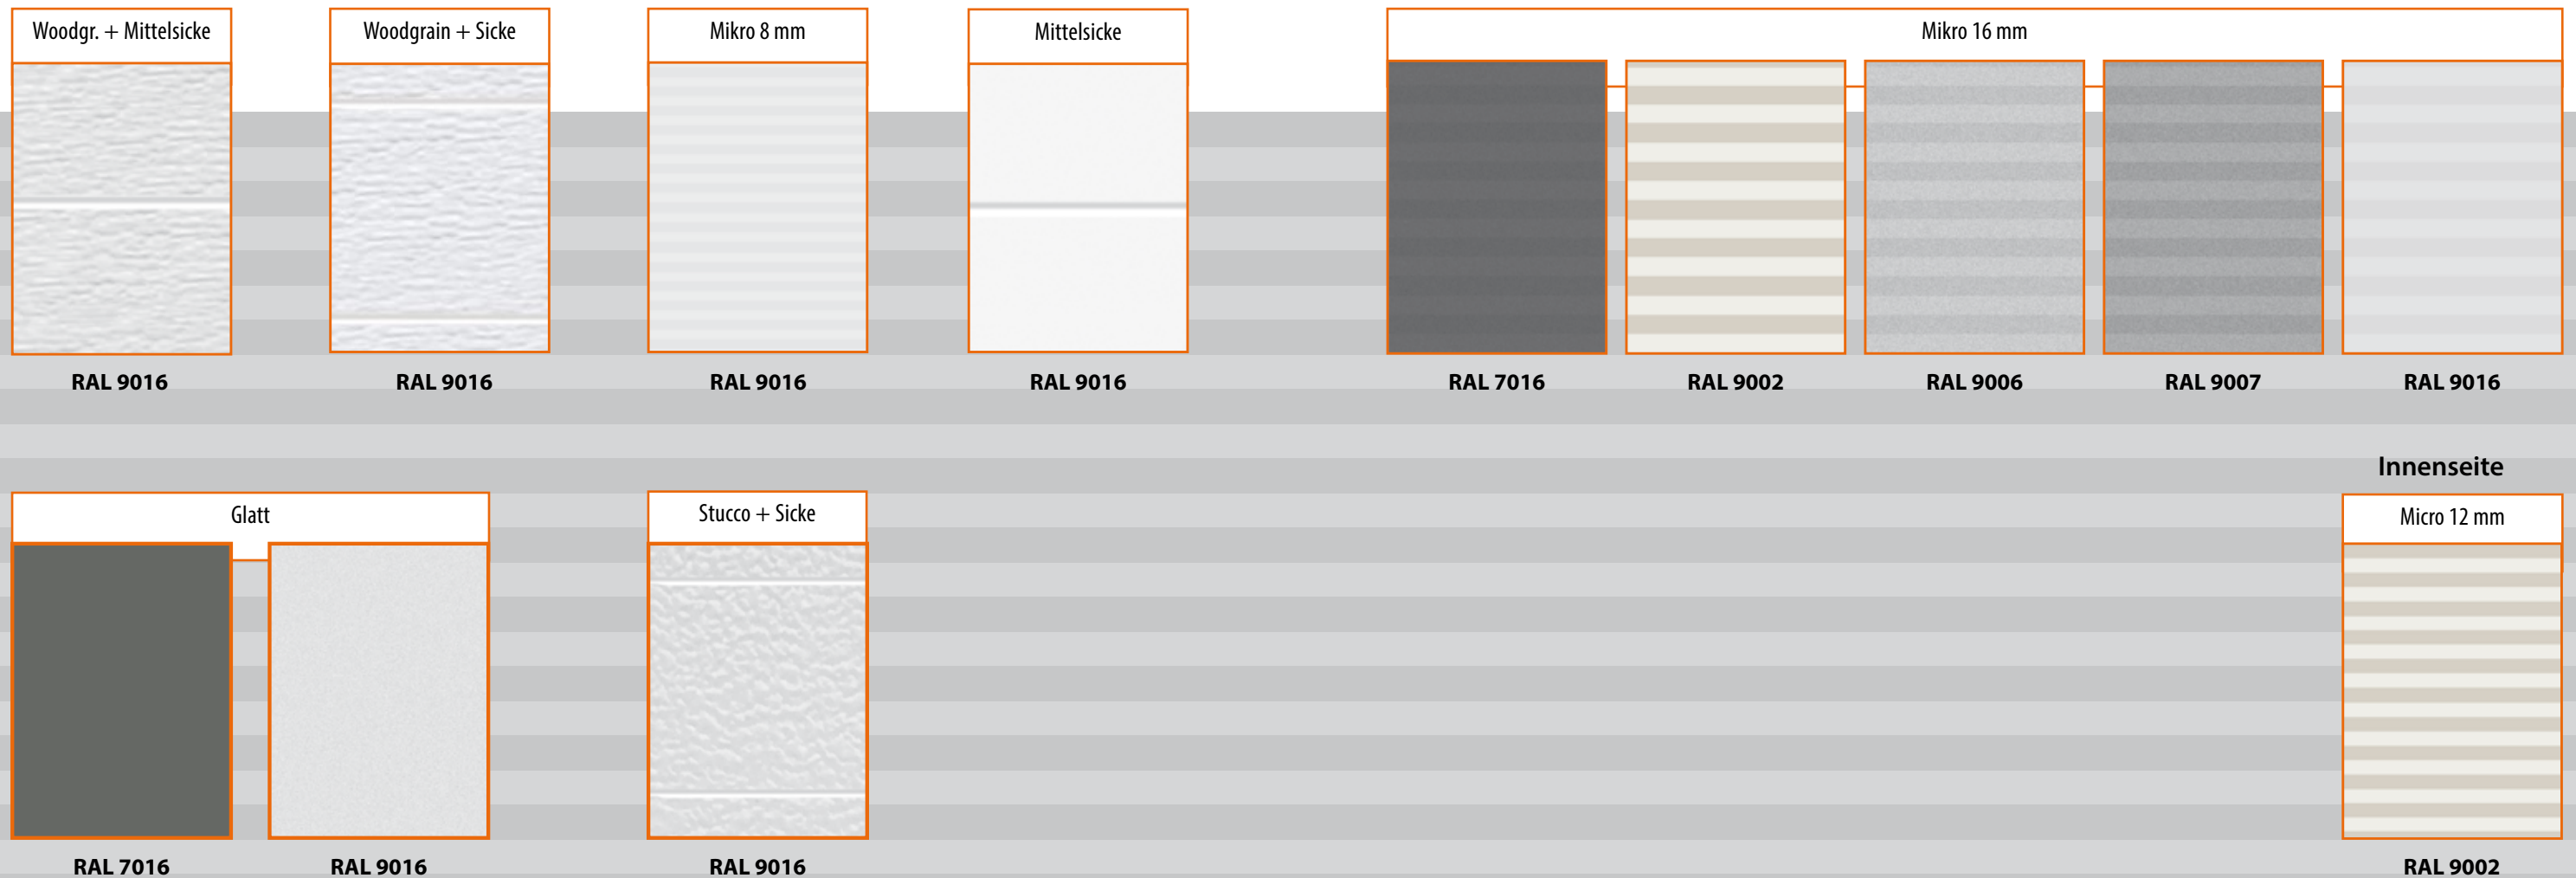 Woodgr. + Mittelsicke
Woodgrain + Sicke
Mikro 8 mm
Mittelsicke
Mikro 16 mm
RAL 9016
RAL 9016
RAL 9016
RAL 9016
RAL 7016
RAL 9002
RAL 9006
RAL 9007
RAL 9016
Innenseite
Glatt
Stucco + Sicke
Micro 12 mm
RAL 7016
RAL 9016
RAL 9016
RAL 9002